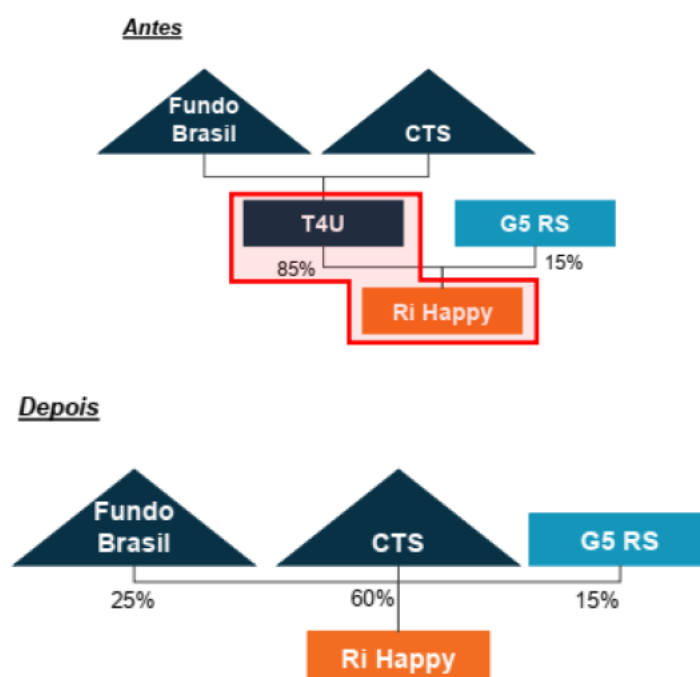 Antes
Fundo
Brasil
CTS
T4U
G5 RS
85%
15%
Ri Happy
Depois
Fundo
Brasil
CTS
G5 RS
25%
60%
15%
Ri Happy